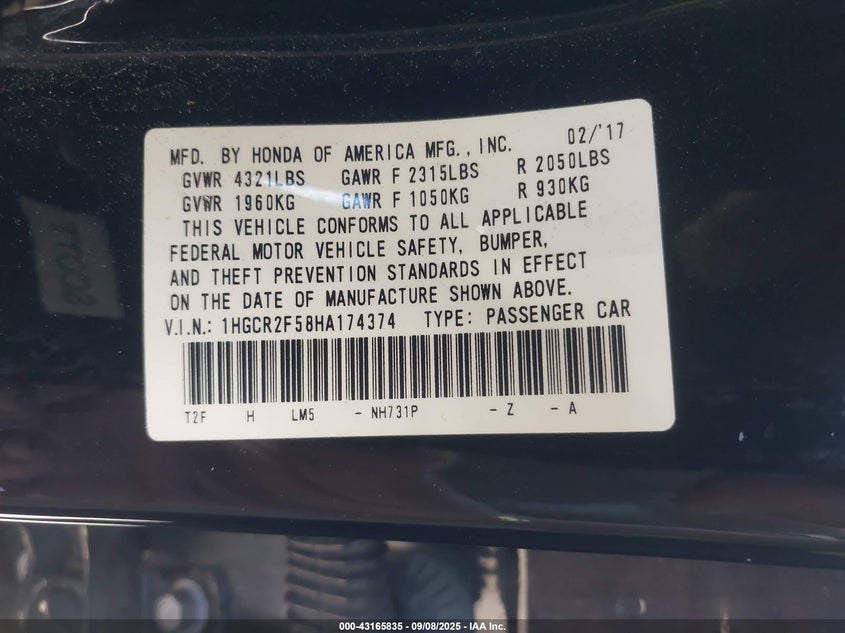 MFD. BY HONDA OF AMERICA MFG., INC. 02/'17
GVWR 4321LBS GAWR F 2315LBS R 2050LBS
GVWR 1960KG GAWR F 1050KG R 930KG
THIS VEHICLE CONFORMS TO ALL APPLICABLE
FEDERAL MOTOR VEHICLE SAFETY, BUMPER,
AND THEFT PREVENTION STANDARDS IN EFFECT
ON THE DATE OF MANUFACTURE SHOWN ABOVE.
V.I.N.: 1HGCR2F58HA174374 TYPE: PASSENGER CAR
T2F H LM5 - NH731P - Z - A
000-43165835 - 09/08/2025 - IAA Inc.